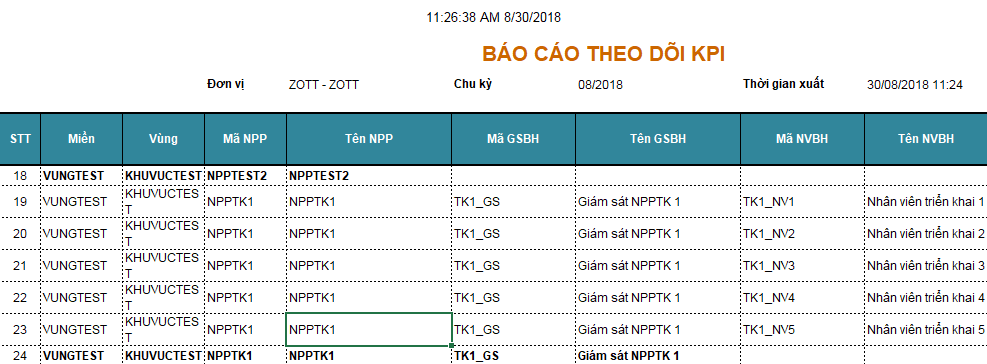 11:26:38 AM 8/30/2018
BÁO CÁO THEO DÕI KPI
Đơn vị ZOTT - ZOTT Chu kỳ 08/2018 Thời gian xuất 30/08/2018 11:24
STT Miền Vùng Mã NPP Tên NPP Mã GSBH Tên GSBH Mã NVBH Tên NVBH
18 VUNGTEST KHUVUCTEST NPPTEST2 NPPTEST2
19 VUNGTEST KHUVUCTES
T NPPTK1 NPPTK1 TK1_GS Giám sát NPPTK 1 TK1_NV1 Nhân viên triển khai 1
20 VUNGTEST KHUVUCTES
T NPPTK1 NPPTK1 TK1_GS Giám sát NPPTK 1 TK1_NV2 Nhân viên triển khai 2
21 VUNGTEST KHUVUCTES
T NPPTK1 NPPTK1 TK1_GS Giám sát NPPTK 1 TK1_NV3 Nhân viên triển khai 3
22 VUNGTEST KHUVUCTES
T NPPTK1 NPPTK1 TK1_GS Giám sát NPPTK 1 TK1_NV4 Nhân viên triển khai 4
23 VUNGTEST KHUVUCTES
T NPPTK1 NPPTK1 TK1_GS Giám sát NPPTK 1 TK1_NV5 Nhân viên triển khai 5
24 VUNGTEST KHUVUCTEST NPPTK1 NPPTK1 TK1_GS Giám sát NPPTK 1